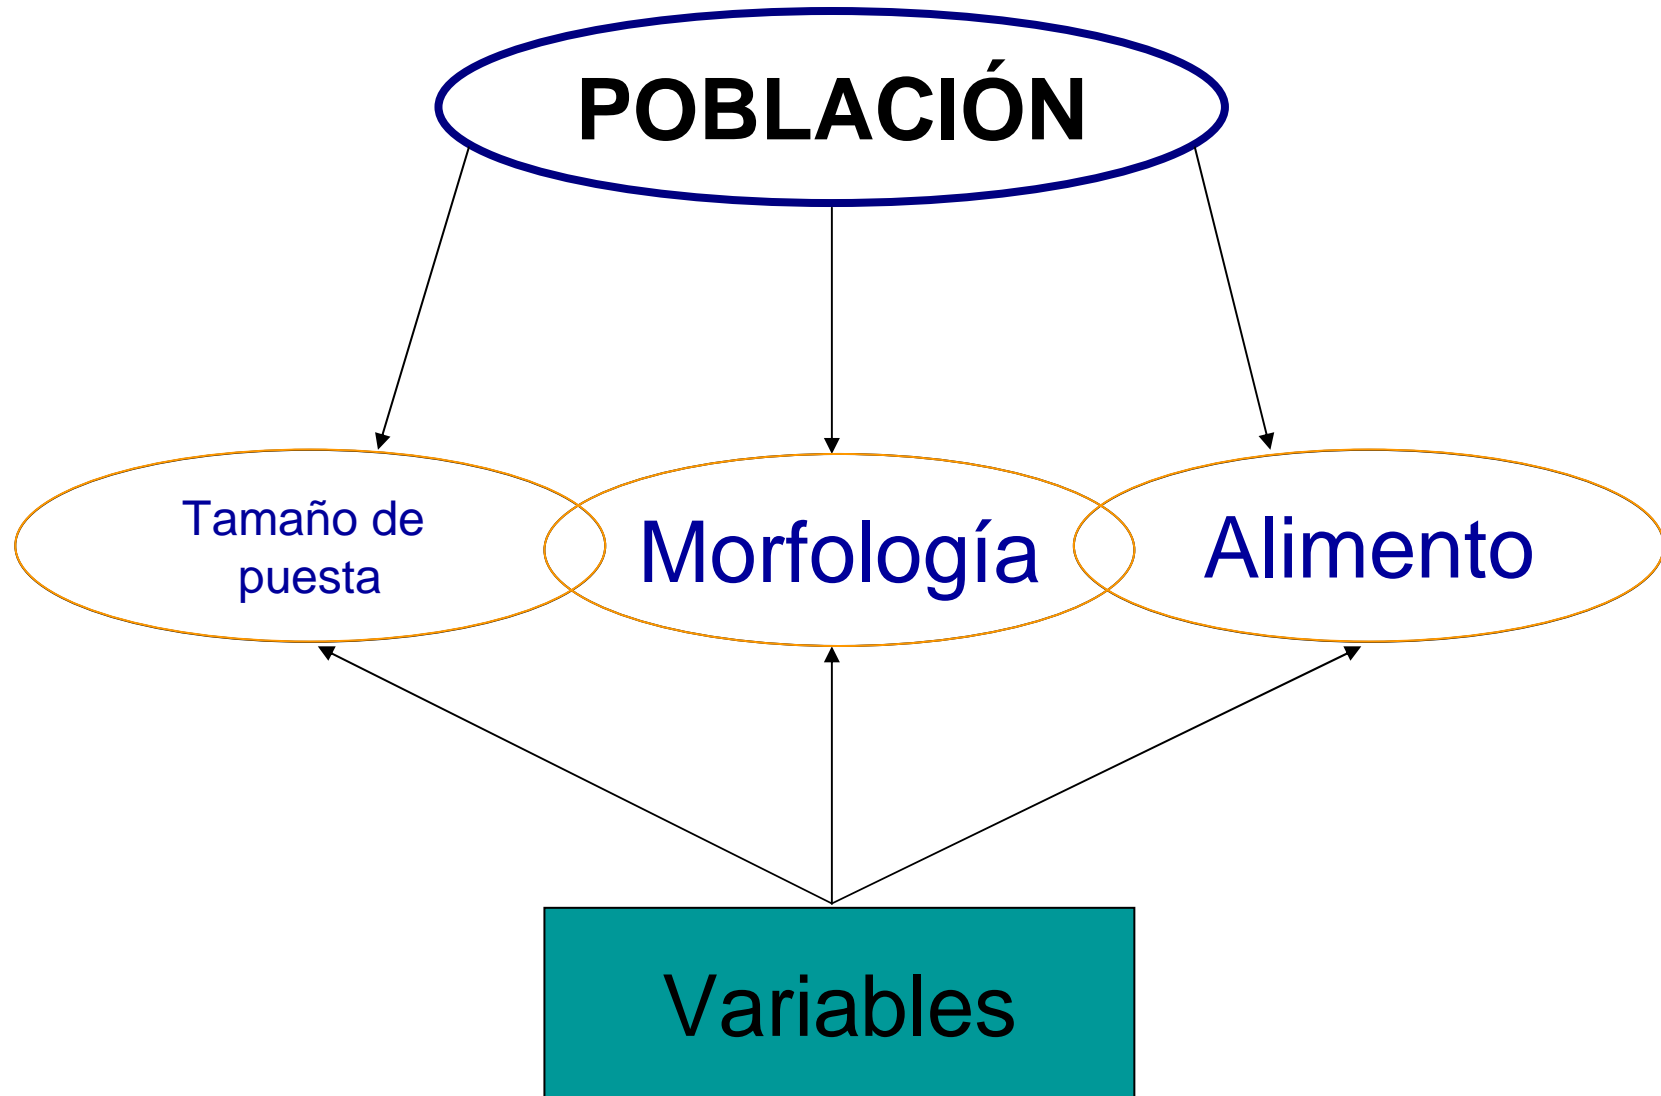 POBLACIÓN
Tamaño de
puesta
Morfología
Alimento
Variables